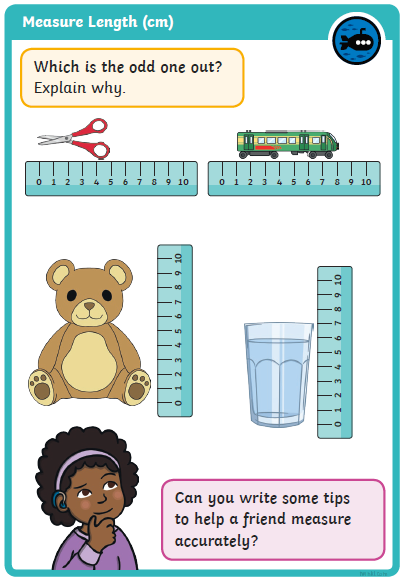 Measure Length (cm)
Which is the odd one out?
Explain why.
0 1 2 3 4 5 6 7 8 9 10
0 1 2 3 4 5 6 7 8 9 10
0 1 2 3 4 5 6 7 8 9 10
0 1 2 3 4 5 6 7 8 9 10
Can you write some tips
to help a friend measure
accurately?